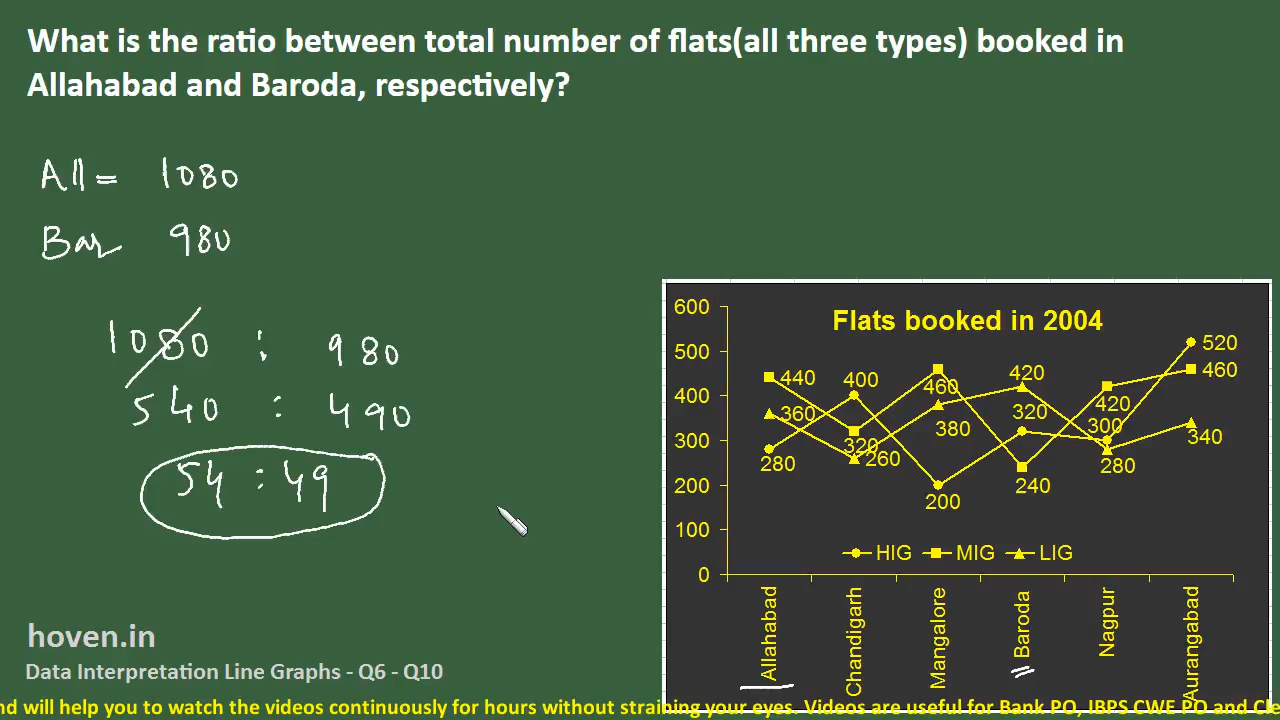 What is the ratio between total number of flats(all three types) booked in
Allahabad and Baroda, respectively?
All = 1080
Bar 980
1080 : 980
540 : 490
54 : 49
600
500
400
300
200
100
0
Flats booked in 2004
440
360
280
400
320
260
460
380
200
420
320
240
420
300
280
520
460
340
HIG MIG LIG
Allahabad
Chandigarh
Mangalore
Baroda
Nagpur
Aurangabad
hoven.in
Data Interpretation Line Graphs - Q6 - Q10
nd will help you to watch the videos continuously for hours without straining your eyes. Videos are useful for Bank PO, IBPS CWE PO and Cle